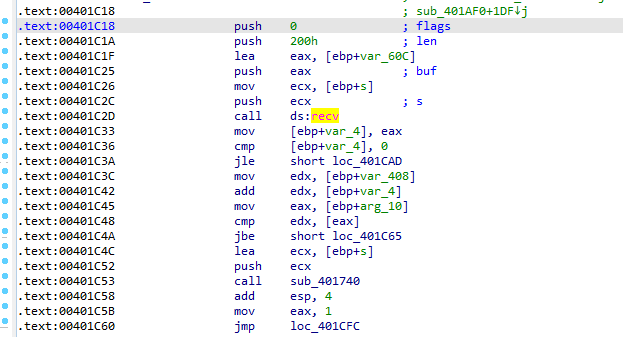 .text:00401C18 ; sub_401AF0+1DF↓j
.text:00401C18 push 0 ; flags
.text:00401C1A push 200h ; len
.text:00401C1F lea eax, [ebp+var_60C]
.text:00401C25 push eax ; buf
.text:00401C26 mov ecx, [ebp+s]
.text:00401C2C push ecx ; s
.text:00401C2D call ds:recv
.text:00401C33 mov [ebp+var_4], eax
.text:00401C36 cmp [ebp+var_4], 0
.text:00401C3A jle short loc_401CAD
.text:00401C3C mov edx, [ebp+var_408]
.text:00401C42 add edx, [ebp+var_4]
.text:00401C45 mov eax, [ebp+arg_10]
.text:00401C48 cmp edx, [eax]
.text:00401C4A jbe short loc_401C65
.text:00401C4C lea ecx, [ebp+s]
.text:00401C52 push ecx
.text:00401C53 call sub_401740
.text:00401C58 add esp, 4
.text:00401C5B mov eax, 1
.text:00401C60 jmp loc_401CFC